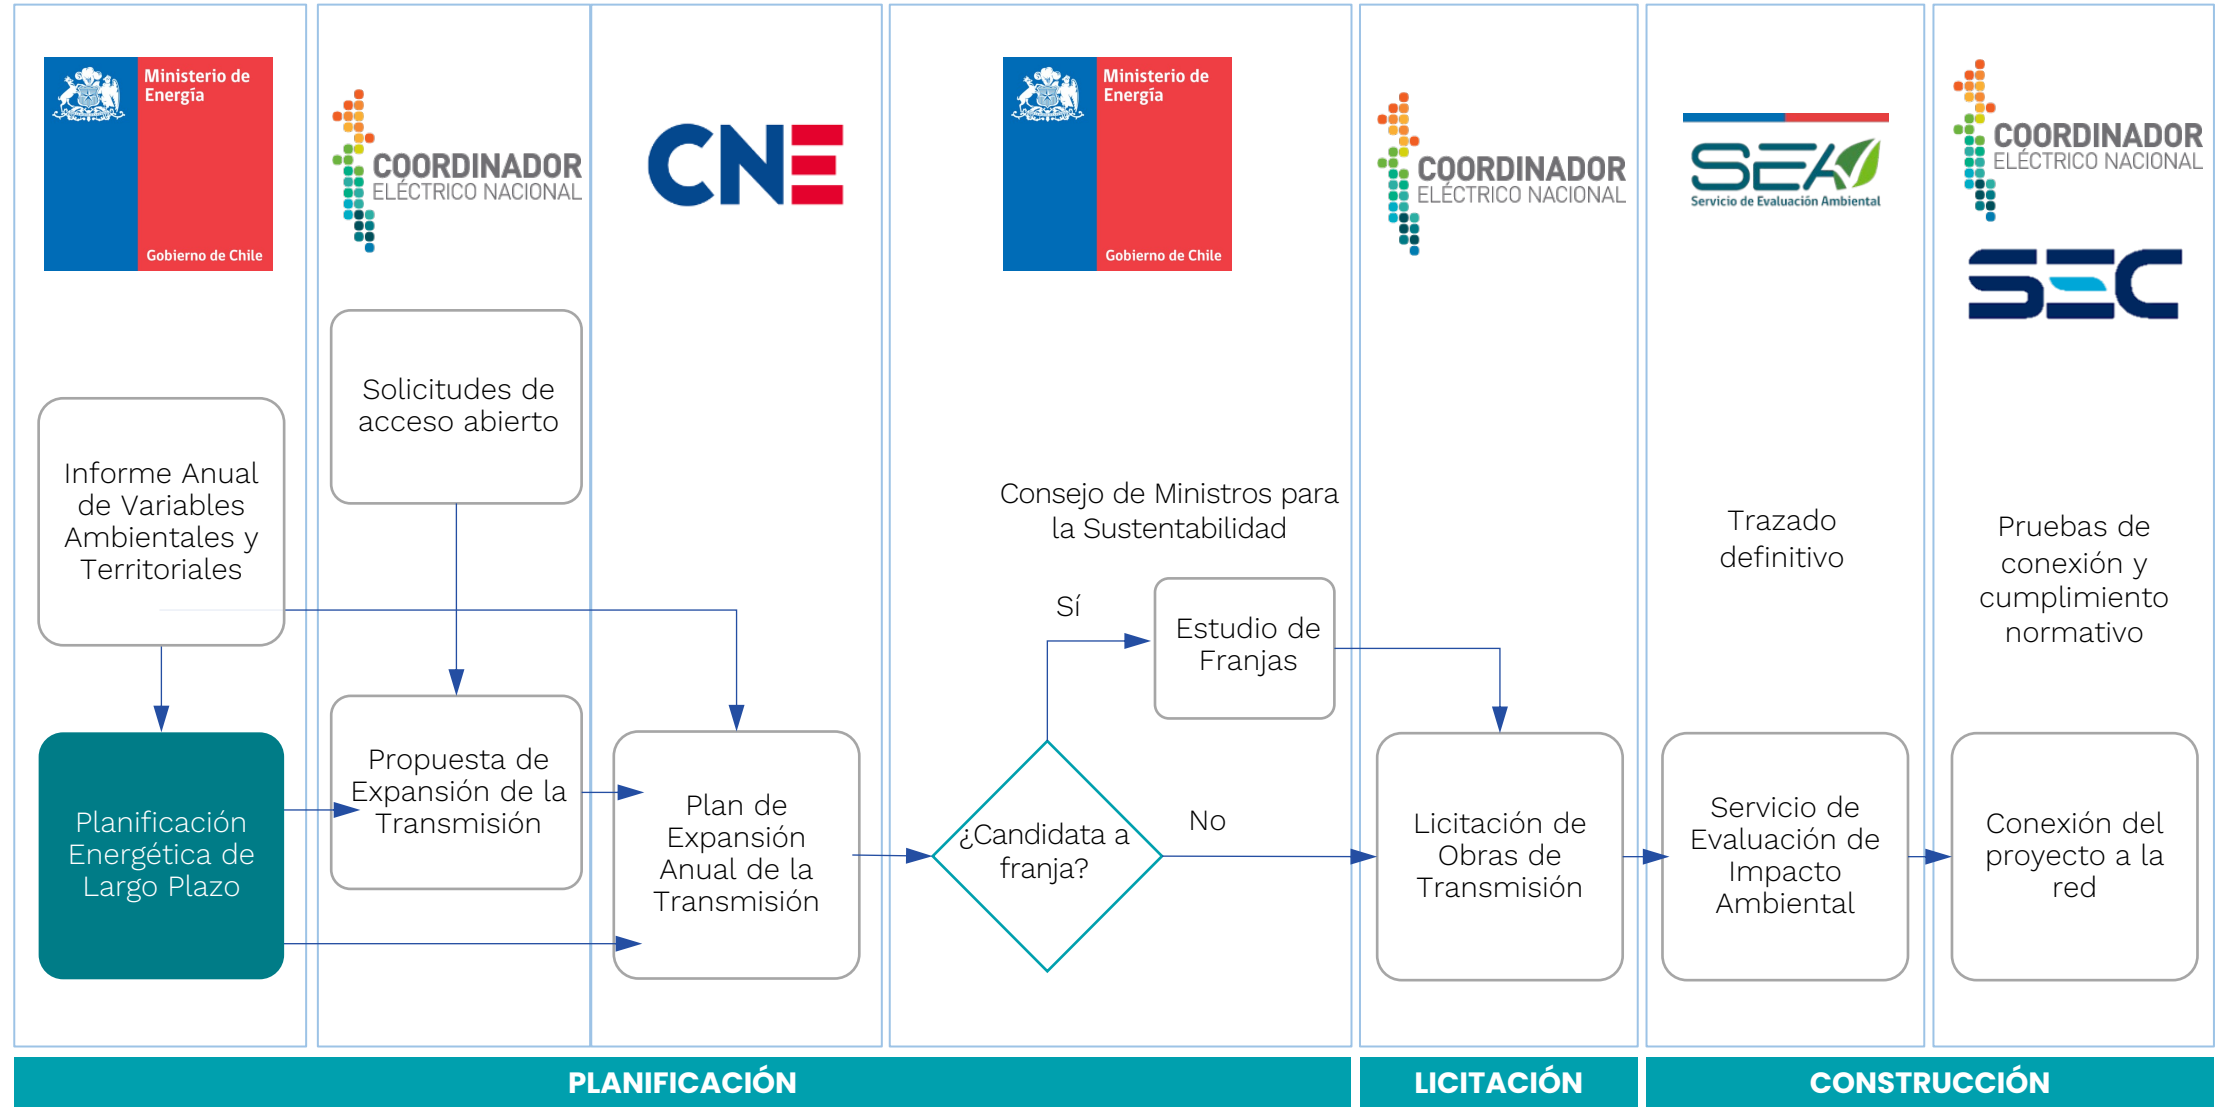 Ministerio de
Energía
Gobierno de Chile
COORDINADOR
ELÉCTRICO NACIONAL
CNE
Ministerio de
Energía
Gobierno de Chile
COORDINADOR
ELÉCTRICO NACIONAL
SEA
Servicio de Evaluación Ambiental
COORDINADOR
ELÉCTRICO NACIONAL
SEC
Informe Anual
de Variables
Ambientales y
Territoriales
Planificación
Energética de
Largo Plazo
Solicitudes de
acceso abierto
Propuesta de
Expansión de la
Transmisión
Plan de
Expansión
Anual de la
Transmisión
Consejo de Ministros para
la Sustentabilidad
Sí
Estudio de
Franjas
¿Candidata a
franja?
No
Licitación de
Obras de
Transmisión
Trazado
definitivo
Servicio de
Evaluación de
Impacto
Ambiental
Pruebas de
conexión y
cumplimiento
normativo
Conexión del
proyecto a la
red
PLANIFICACIÓN
LICITACIÓN
CONSTRUCCIÓN